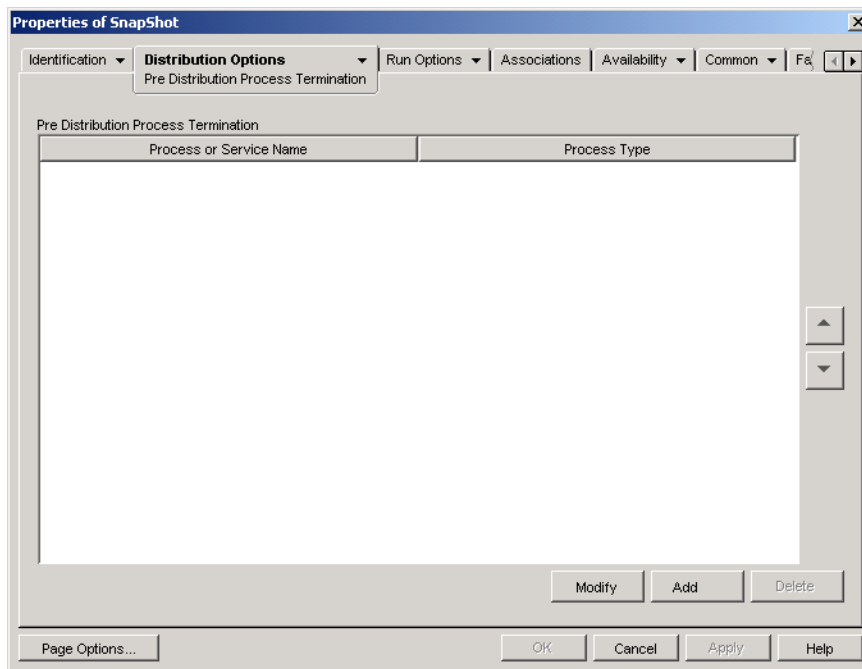 Properties of SnapShot
Identification
Distribution Options
Pre Distribution Process Termination
Run Options
Associations
Availability
Common
Pre Distribution Process Termination
Process or Service Name
Process Type
Modify
Add
Delete
Page Options...
OK
Cancel
Apply
Help